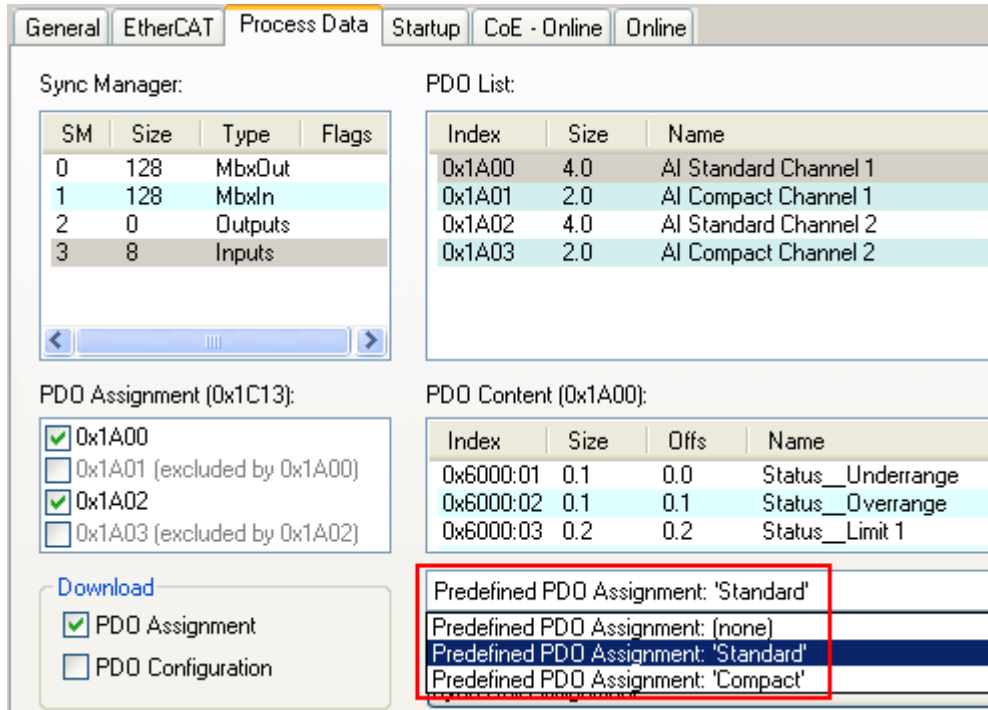 General EtherCAT Process Data Startup CoE - Online Online
Sync Manager:
SM Size Type Flags
0 128 MbxOut
1 128 MbxIn
2 0 Outputs
3 8 Inputs
PDO List:
Index Size Name
0x1A00 4.0 AI Standard Channel 1
0x1A01 2.0 AI Compact Channel 1
0x1A02 4.0 AI Standard Channel 2
0x1A03 2.0 AI Compact Channel 2
PDO Assignment (0x1C13):
0x1A00
0x1A01 (excluded by 0x1A00)
0x1A02
0x1A03 (excluded by 0x1A02)
PDO Content (0x1A00):
Index Size Offs Name
0x6000:01 0.1 0.0 Status__Underrange
0x6000:02 0.1 0.1 Status__Overrange
0x6000:03 0.2 0.2 Status__Limit 1
Download
PDO Assignment
PDO Configuration
Predefined PDO Assignment: 'Standard'
Predefined PDO Assignment: (none)
Predefined PDO Assignment: 'Standard'
Predefined PDO Assignment: 'Compact'